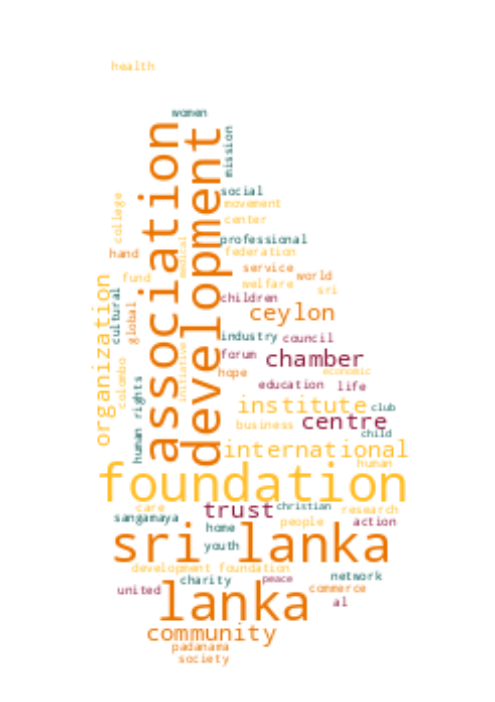 health
women
association
development
mission
social
movement
college
center
professional
hand
medical
federation
service
world
fund
welfare
sri
organization
cultural
global
children
ceylon
industry
council
forum
chamber
colombo
initiative
hope
economic
human rights
education
life
institute
club
business
centre
child
international
human
foundation
care
trust
christian
research
sangamaya
people
action
home
sri lanka
youth
development foundation
charity
peace
network
united
lanka
commerce
al
community
padanama
society